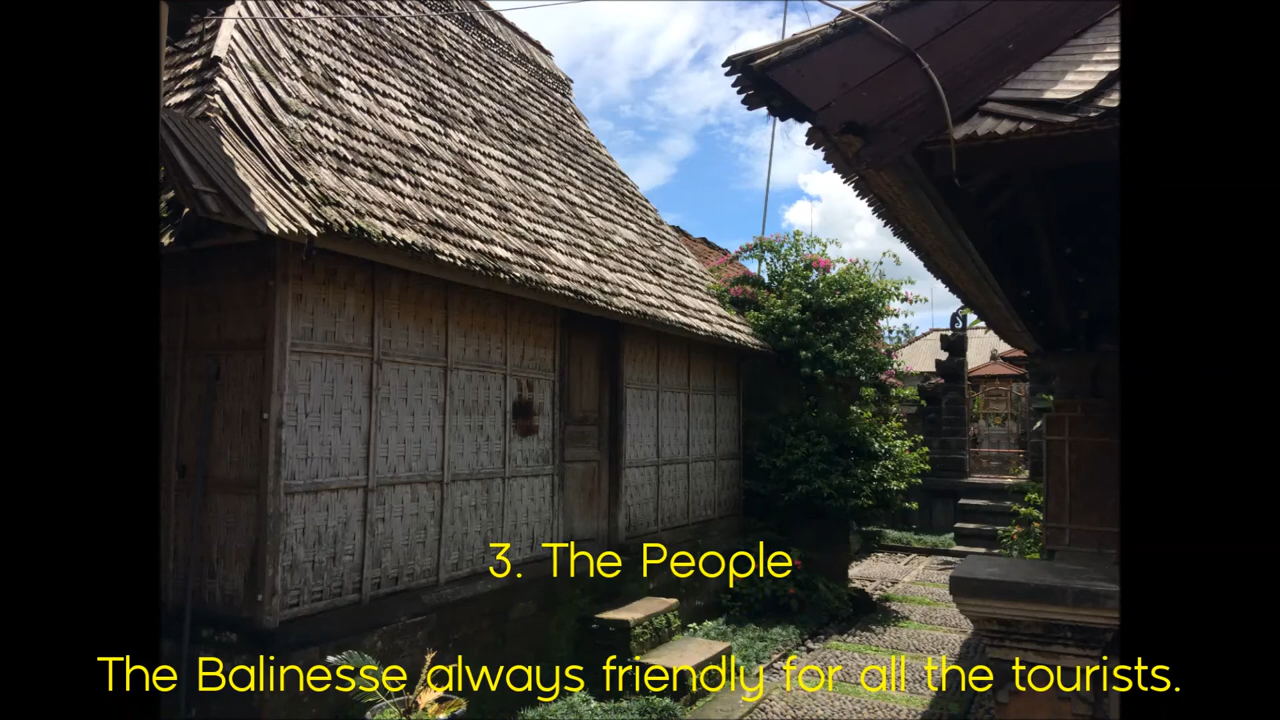 3. The People
The Balinesse always friendly for all the tourists.